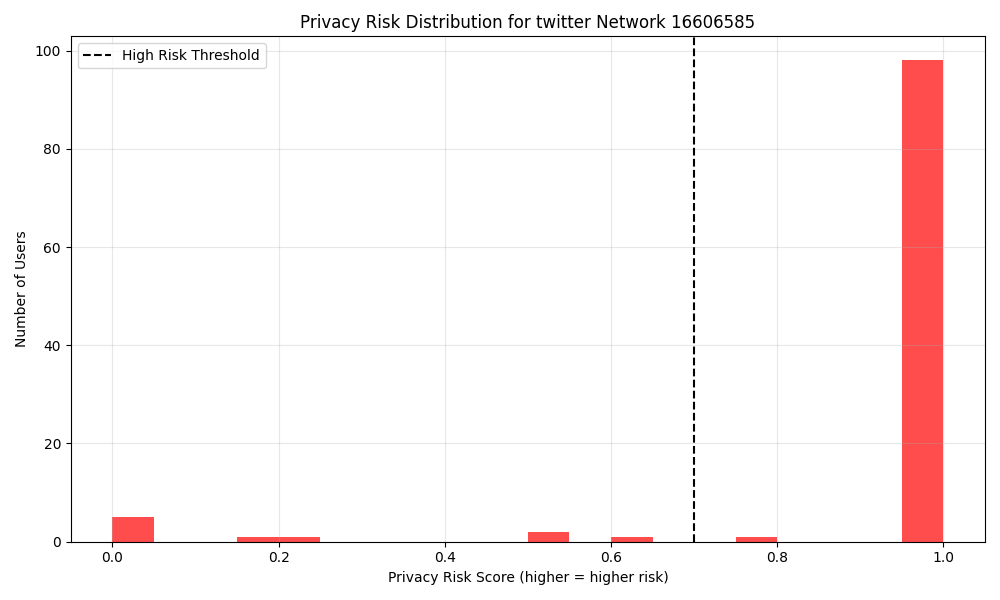 Privacy Risk Distribution for twitter Network 16606585
High Risk Threshold
100
80
60
40
20
0
Number of Users
0.0 0.2 0.4 0.6 0.8 1.0
Privacy Risk Score (higher = higher risk)